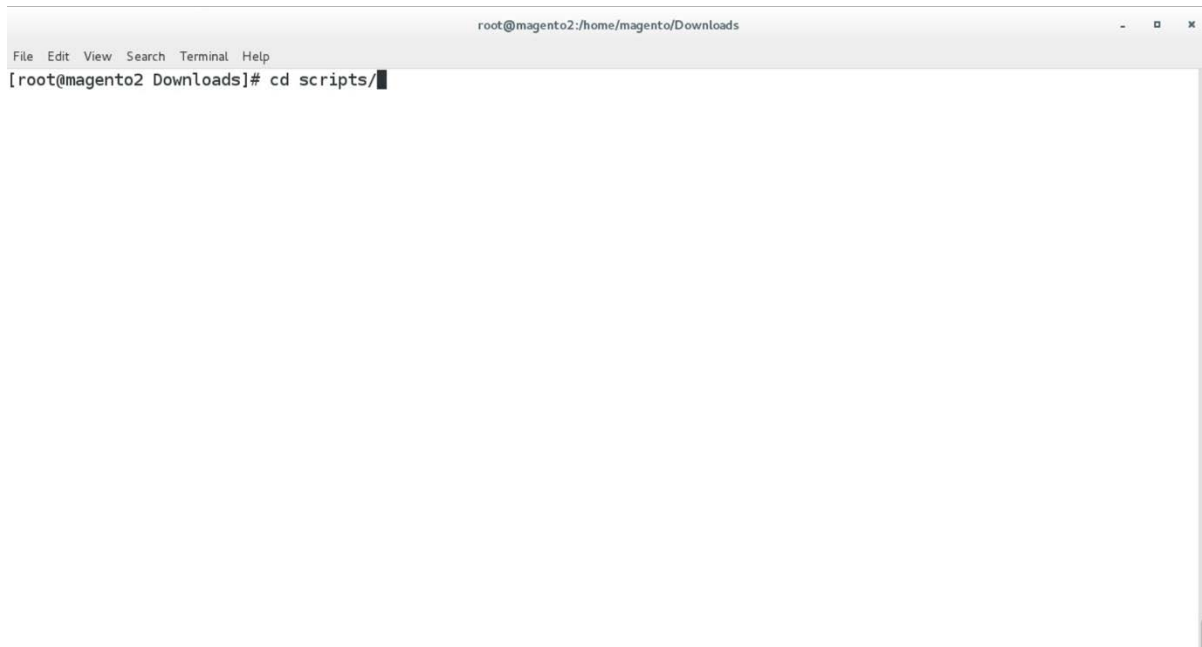 root@magento2:/home/magento/Downloads
File Edit View Search Terminal Help
[root@magento2 Downloads]# cd scripts/